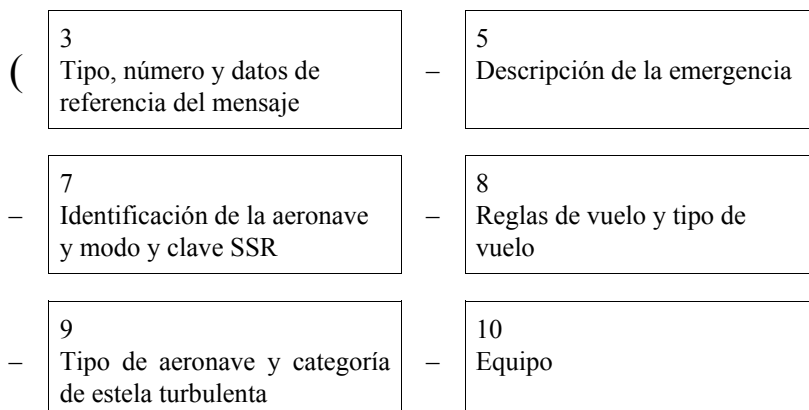 (
3
Tipo, número y datos de
referencia del mensaje
–
5
Descripción de la emergencia
–
7
Identificación de la aeronave
y modo y clave SSR
–
8
Reglas de vuelo y tipo de
vuelo
–
9
Tipo de aeronave y categoría
de estela turbulenta
–
10
Equipo